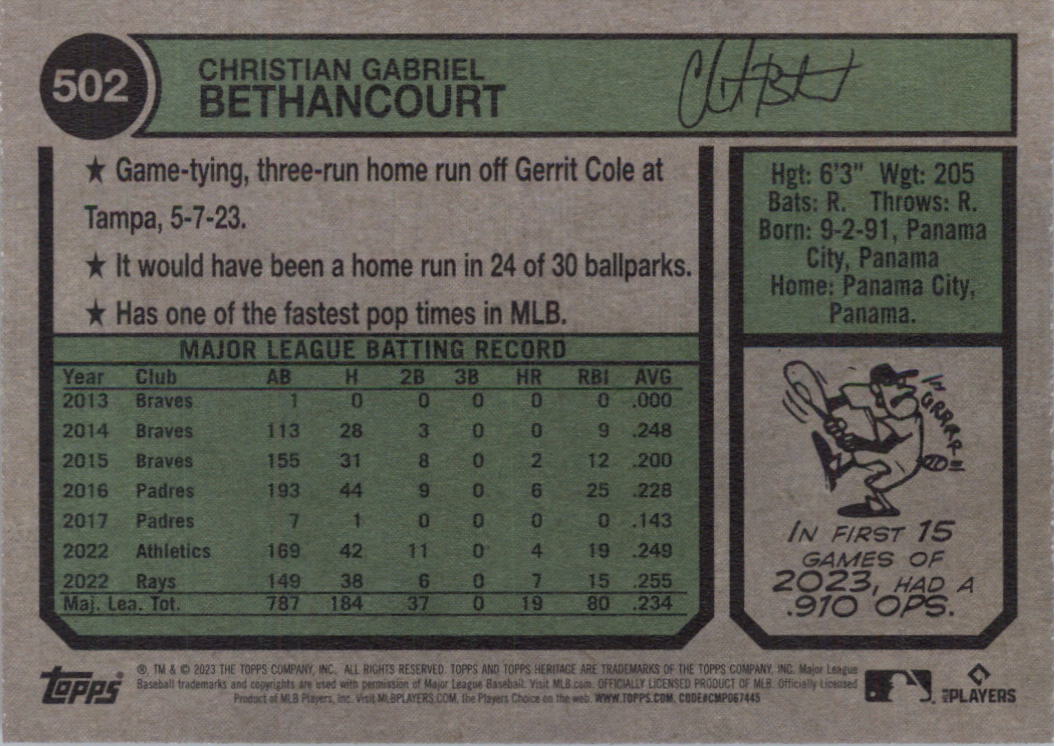 502
CHRISTIAN GABRIEL
BETHANCOURT
★ Game-tying, three-run home run off Gerrit Cole at
Tampa, 5-7-23.
★ It would have been a home run in 24 of 30 ballparks.
★ Has one of the fastest pop times in MLB.
Hgt: 6'3" Wgt: 205
Bats: R. Throws: R.
Born: 9-2-91, Panama
City, Panama
Home: Panama City,
Panama.
MAJOR LEAGUE BATTING RECORD
Year Club AB H 2B 3B HR RBI AVG
2013 Braves 1 0 0 0 0 0 .000
2014 Braves 113 28 3 0 0 9 .248
2015 Braves 155 31 8 0 2 12 .200
2016 Padres 193 44 9 0 6 25 .228
2017 Padres 7 1 0 0 0 0 .143
2022 Athletics 169 42 11 0 4 19 .249
2022 Rays 149 38 6 0 7 15 .255
Maj. Lea. Tot. 787 184 37 0 19 80 .234
GRRRR
IN FIRST 15
GAMES OF
2023, HAD A
.910 OPS.
topps
®, TM & © 2023 THE TOPPS COMPANY, INC. ALL RIGHTS RESERVED. TOPPS AND TOPPS HERITAGE ARE TRADEMARKS OF THE TOPPS COMPANY, INC. Major League
Baseball trademarks and copyrights are used with permission of Major League Baseball. Visit MLB.com. OFFICIALLY LICENSED PRODUCT OF MLB. Officially Licensed
Product of MLB Players, Inc. Visit MLBPLAYERS.COM, the Players Choice on the web. WWW.TOPPS.COM. CODE#CMP067445
MLB PLAYERS